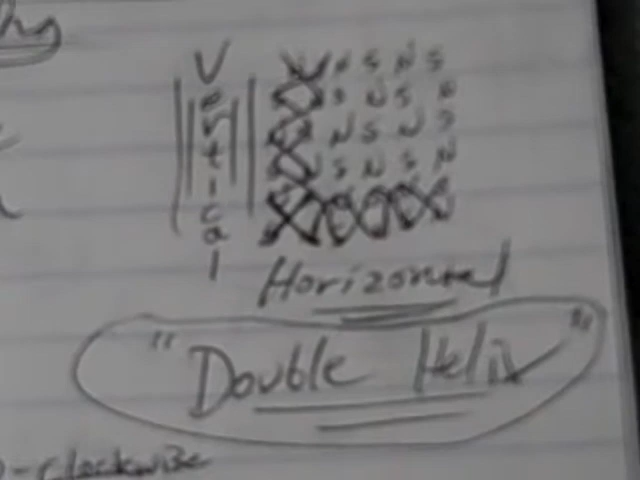 Vertical
N S N S
S N S
N S N S
S N S N
Horizontal
"Double Helix"
-clockwise